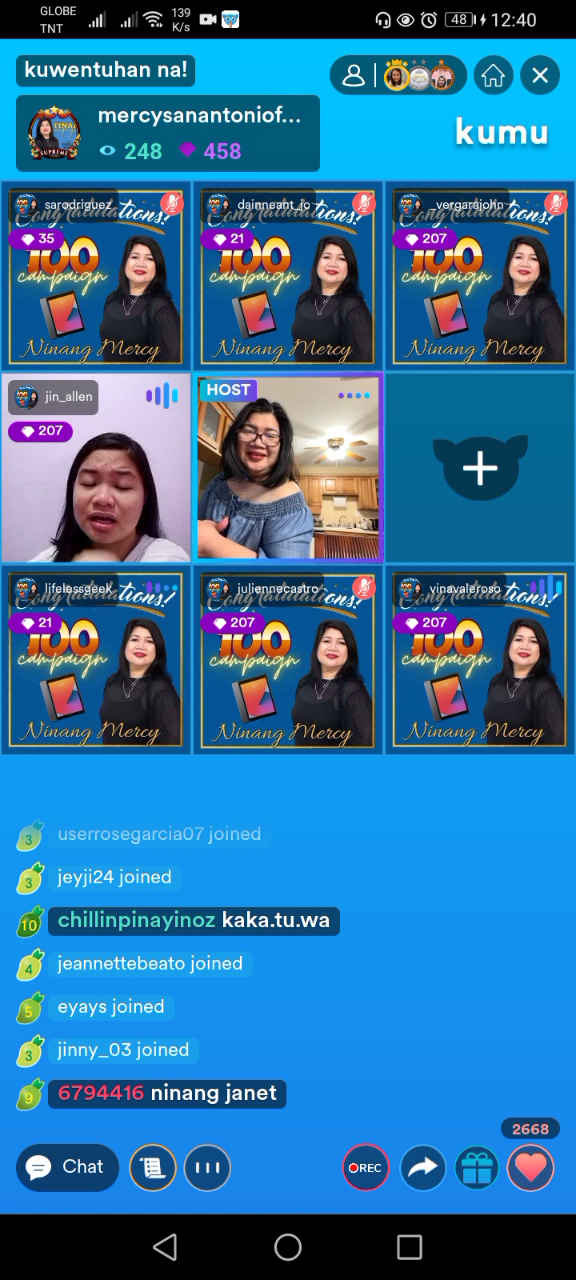 GLOBE
TNT
139
K/s
48
12:40
kuwentuhan na!
mercysanantoniof...
248 458
SUPREME
kumu
sarodriguez_
35
Congratulations!
100
campaign
Ninang Mercy
dainneant_jo
21
Congratulations!
100
campaign
Ninang Mercy
_vergarajohn
207
Congratulations!
100
campaign
Ninang Mercy
jin_allen
207
HOST
lifelessgeek
21
Congratulations!
100
campaign
Ninang Mercy
juliennecastro
207
Congratulations!
100
campaign
Ninang Mercy
vinavaleroso
207
Congratulations!
100
campaign
Ninang Mercy
3 userrosegarcia07 joined
3 jeyji24 joined
10 chillinpinayinoz kaka.tu.wa
4 jeannettebeato joined
5 eyays joined
3 jinny_03 joined
9 6794416 ninang janet
2668
Chat
REC